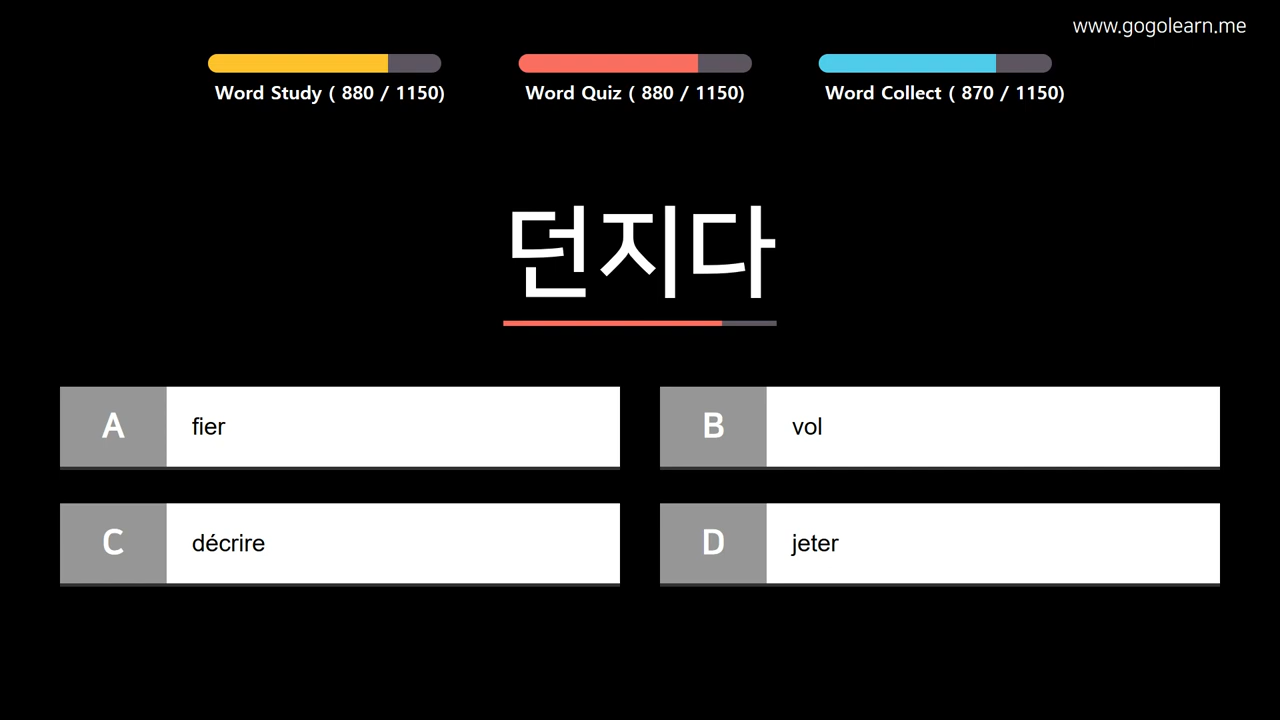 www.gogolearn.me
Word Study ( 880 / 1150)
Word Quiz ( 880 / 1150)
Word Collect ( 870 / 1150)
던지다
A fier
B vol
C décrire
D jeter